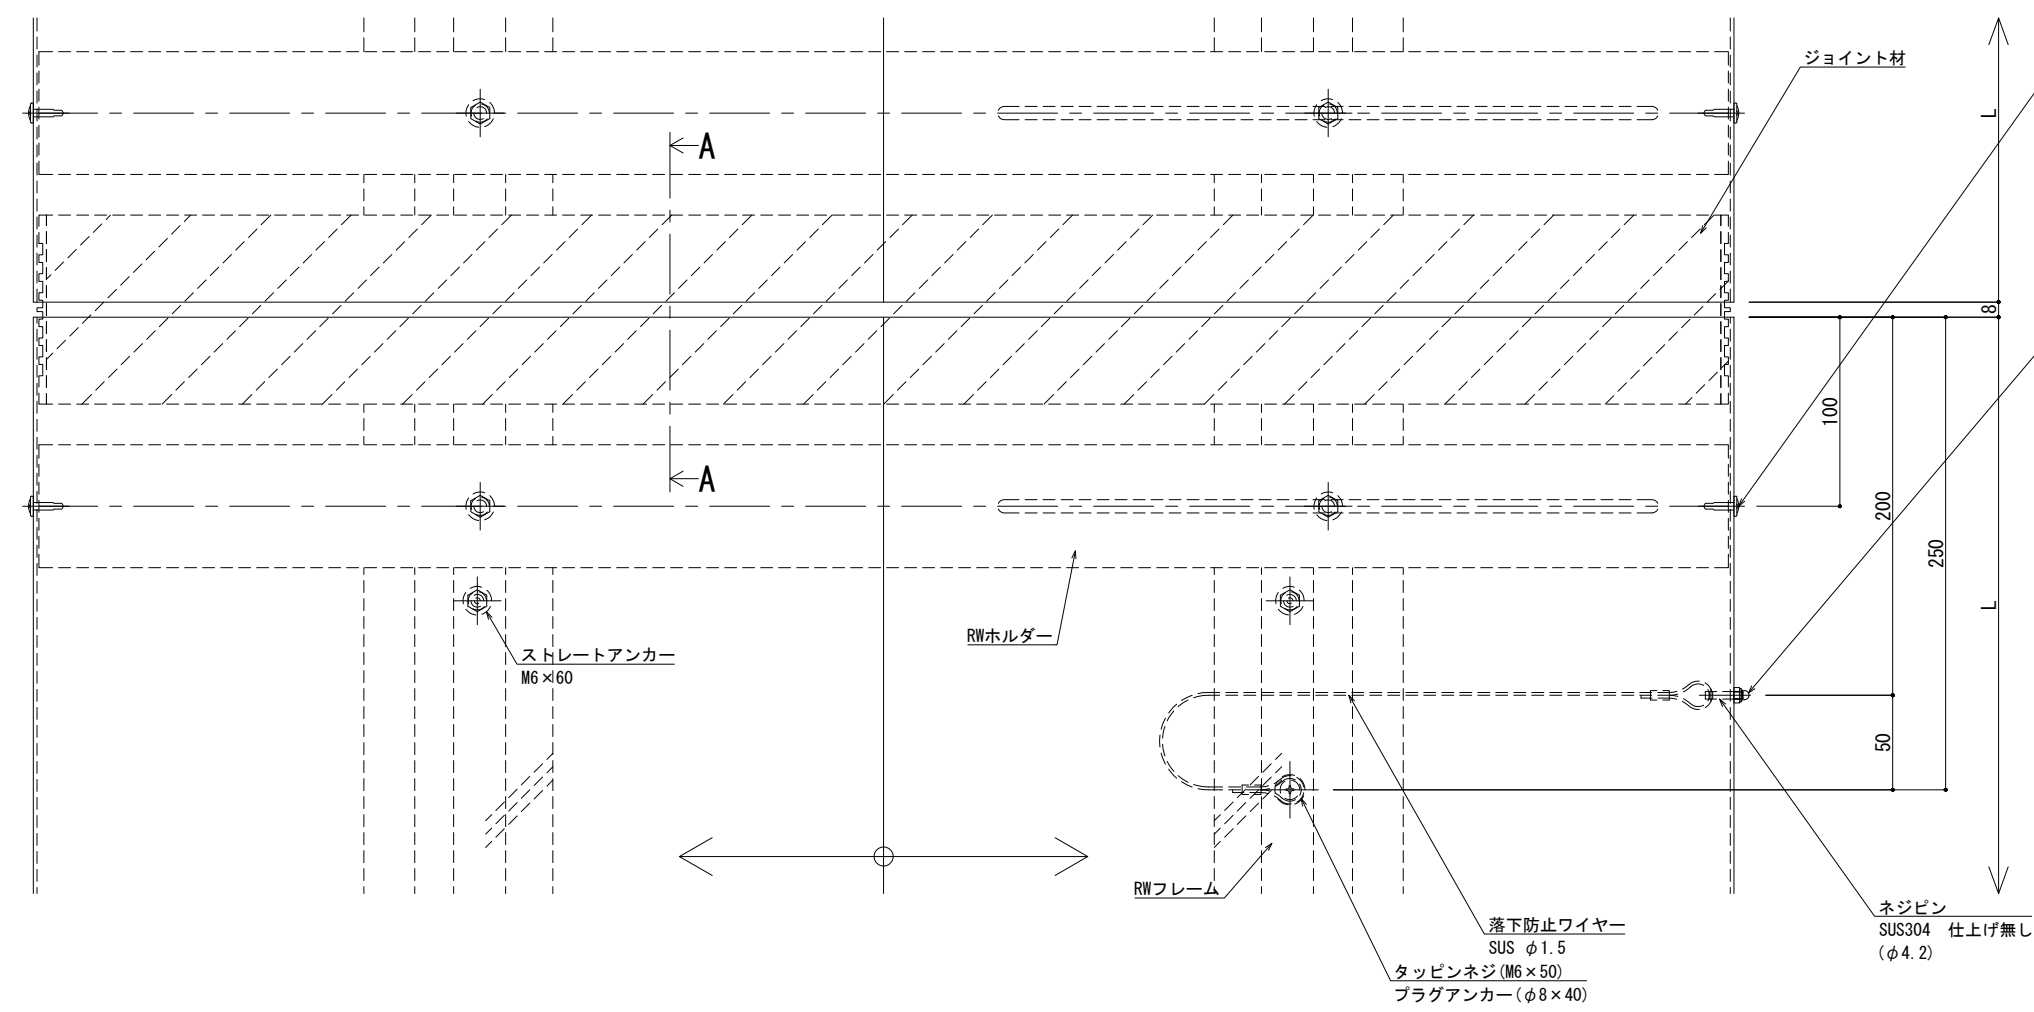 ジョイント材
L
A
8
100
A
200
250
L
RWホルダー
ストレートアンカー
M6×60
50
RWフレーム
ネジピン
SUS304 仕上げ無し
(φ4.2)
落下防止ワイヤー
SUS φ1.5
タッピンネジ(M6×50)
プラグアンカー(φ8×40)